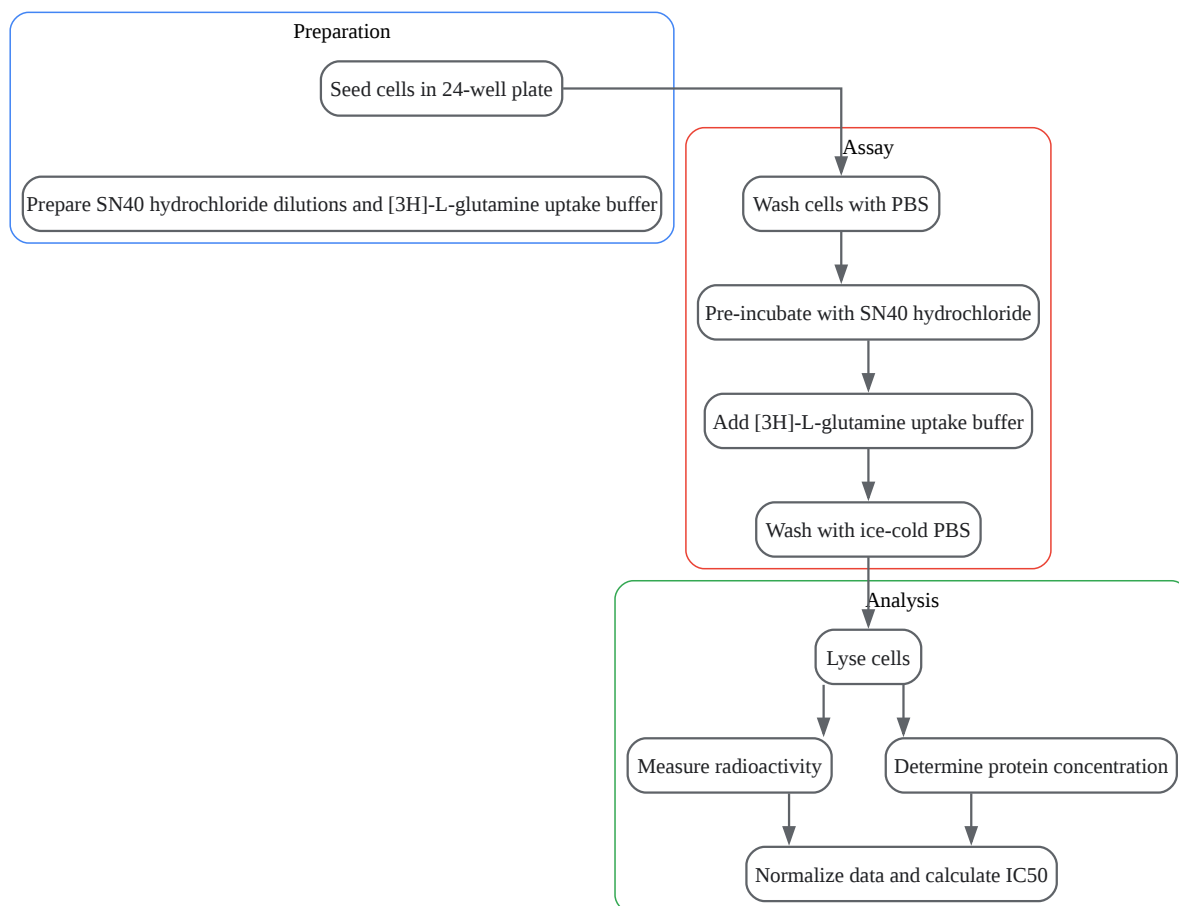 Preparation
Seed cells in 24-well plate
Prepare SN40 hydrochloride dilutions and [3H]-L-glutamine uptake buffer
Assay
Wash cells with PBS
Pre-incubate with SN40 hydrochloride
Add [3H]-L-glutamine uptake buffer
Wash with ice-cold PBS
Analysis
Lyse cells
Measure radioactivity
Determine protein concentration
Normalize data and calculate IC50